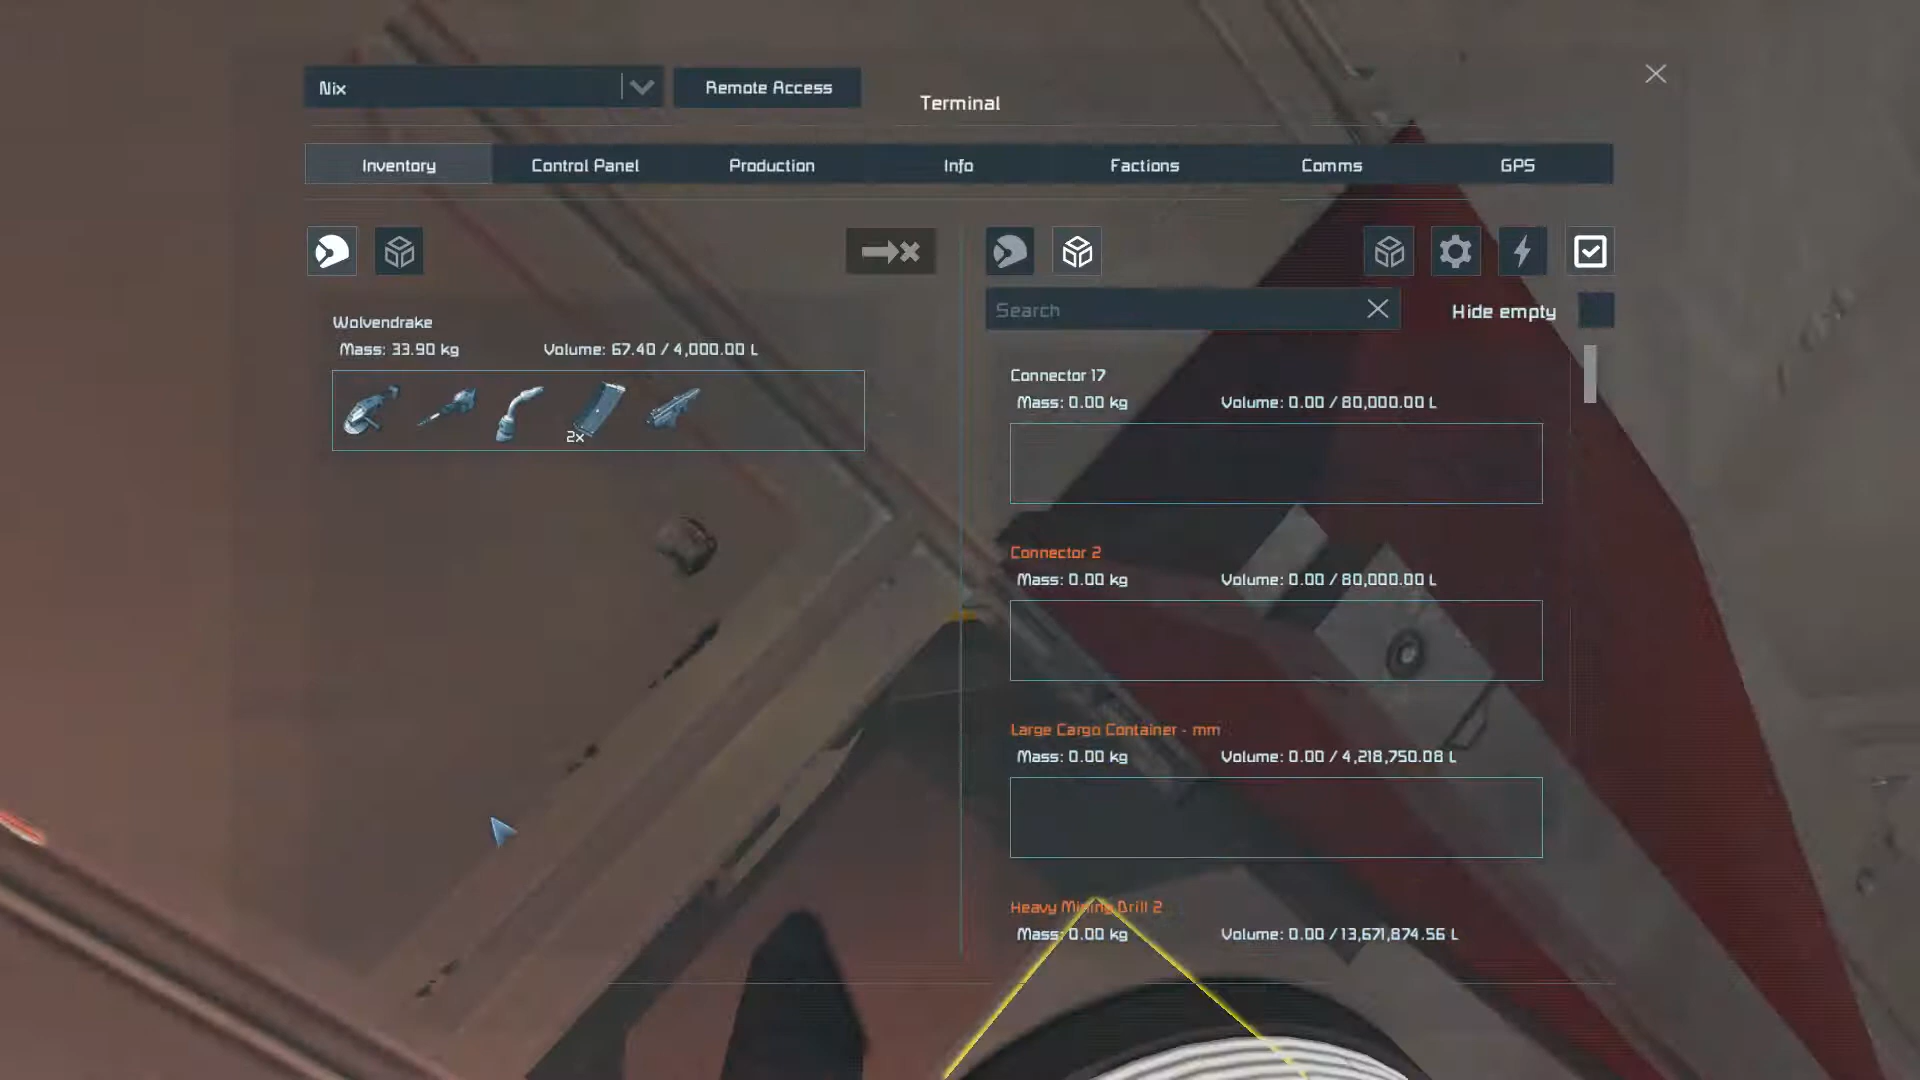 Nix
Remote Access
Terminal
Inventory
Control Panel
Production
Info
Factions
Comms
GPS
Wolvendrake
Mass: 33.90 kg
Volume: 67.40 / 4,000.00 L
2x
Search
Hide empty
Connector 17
Mass: 0.00 kg
Volume: 0.00 / 80,000.00 L
Connector 2
Mass: 0.00 kg
Volume: 0.00 / 80,000.00 L
Large Cargo Container - mm
Mass: 0.00 kg
Volume: 0.00 / 4,218,750.08 L
Heavy Mining Drill 2
Mass: 0.00 kg
Volume: 0.00 / 13,671,874.56 L